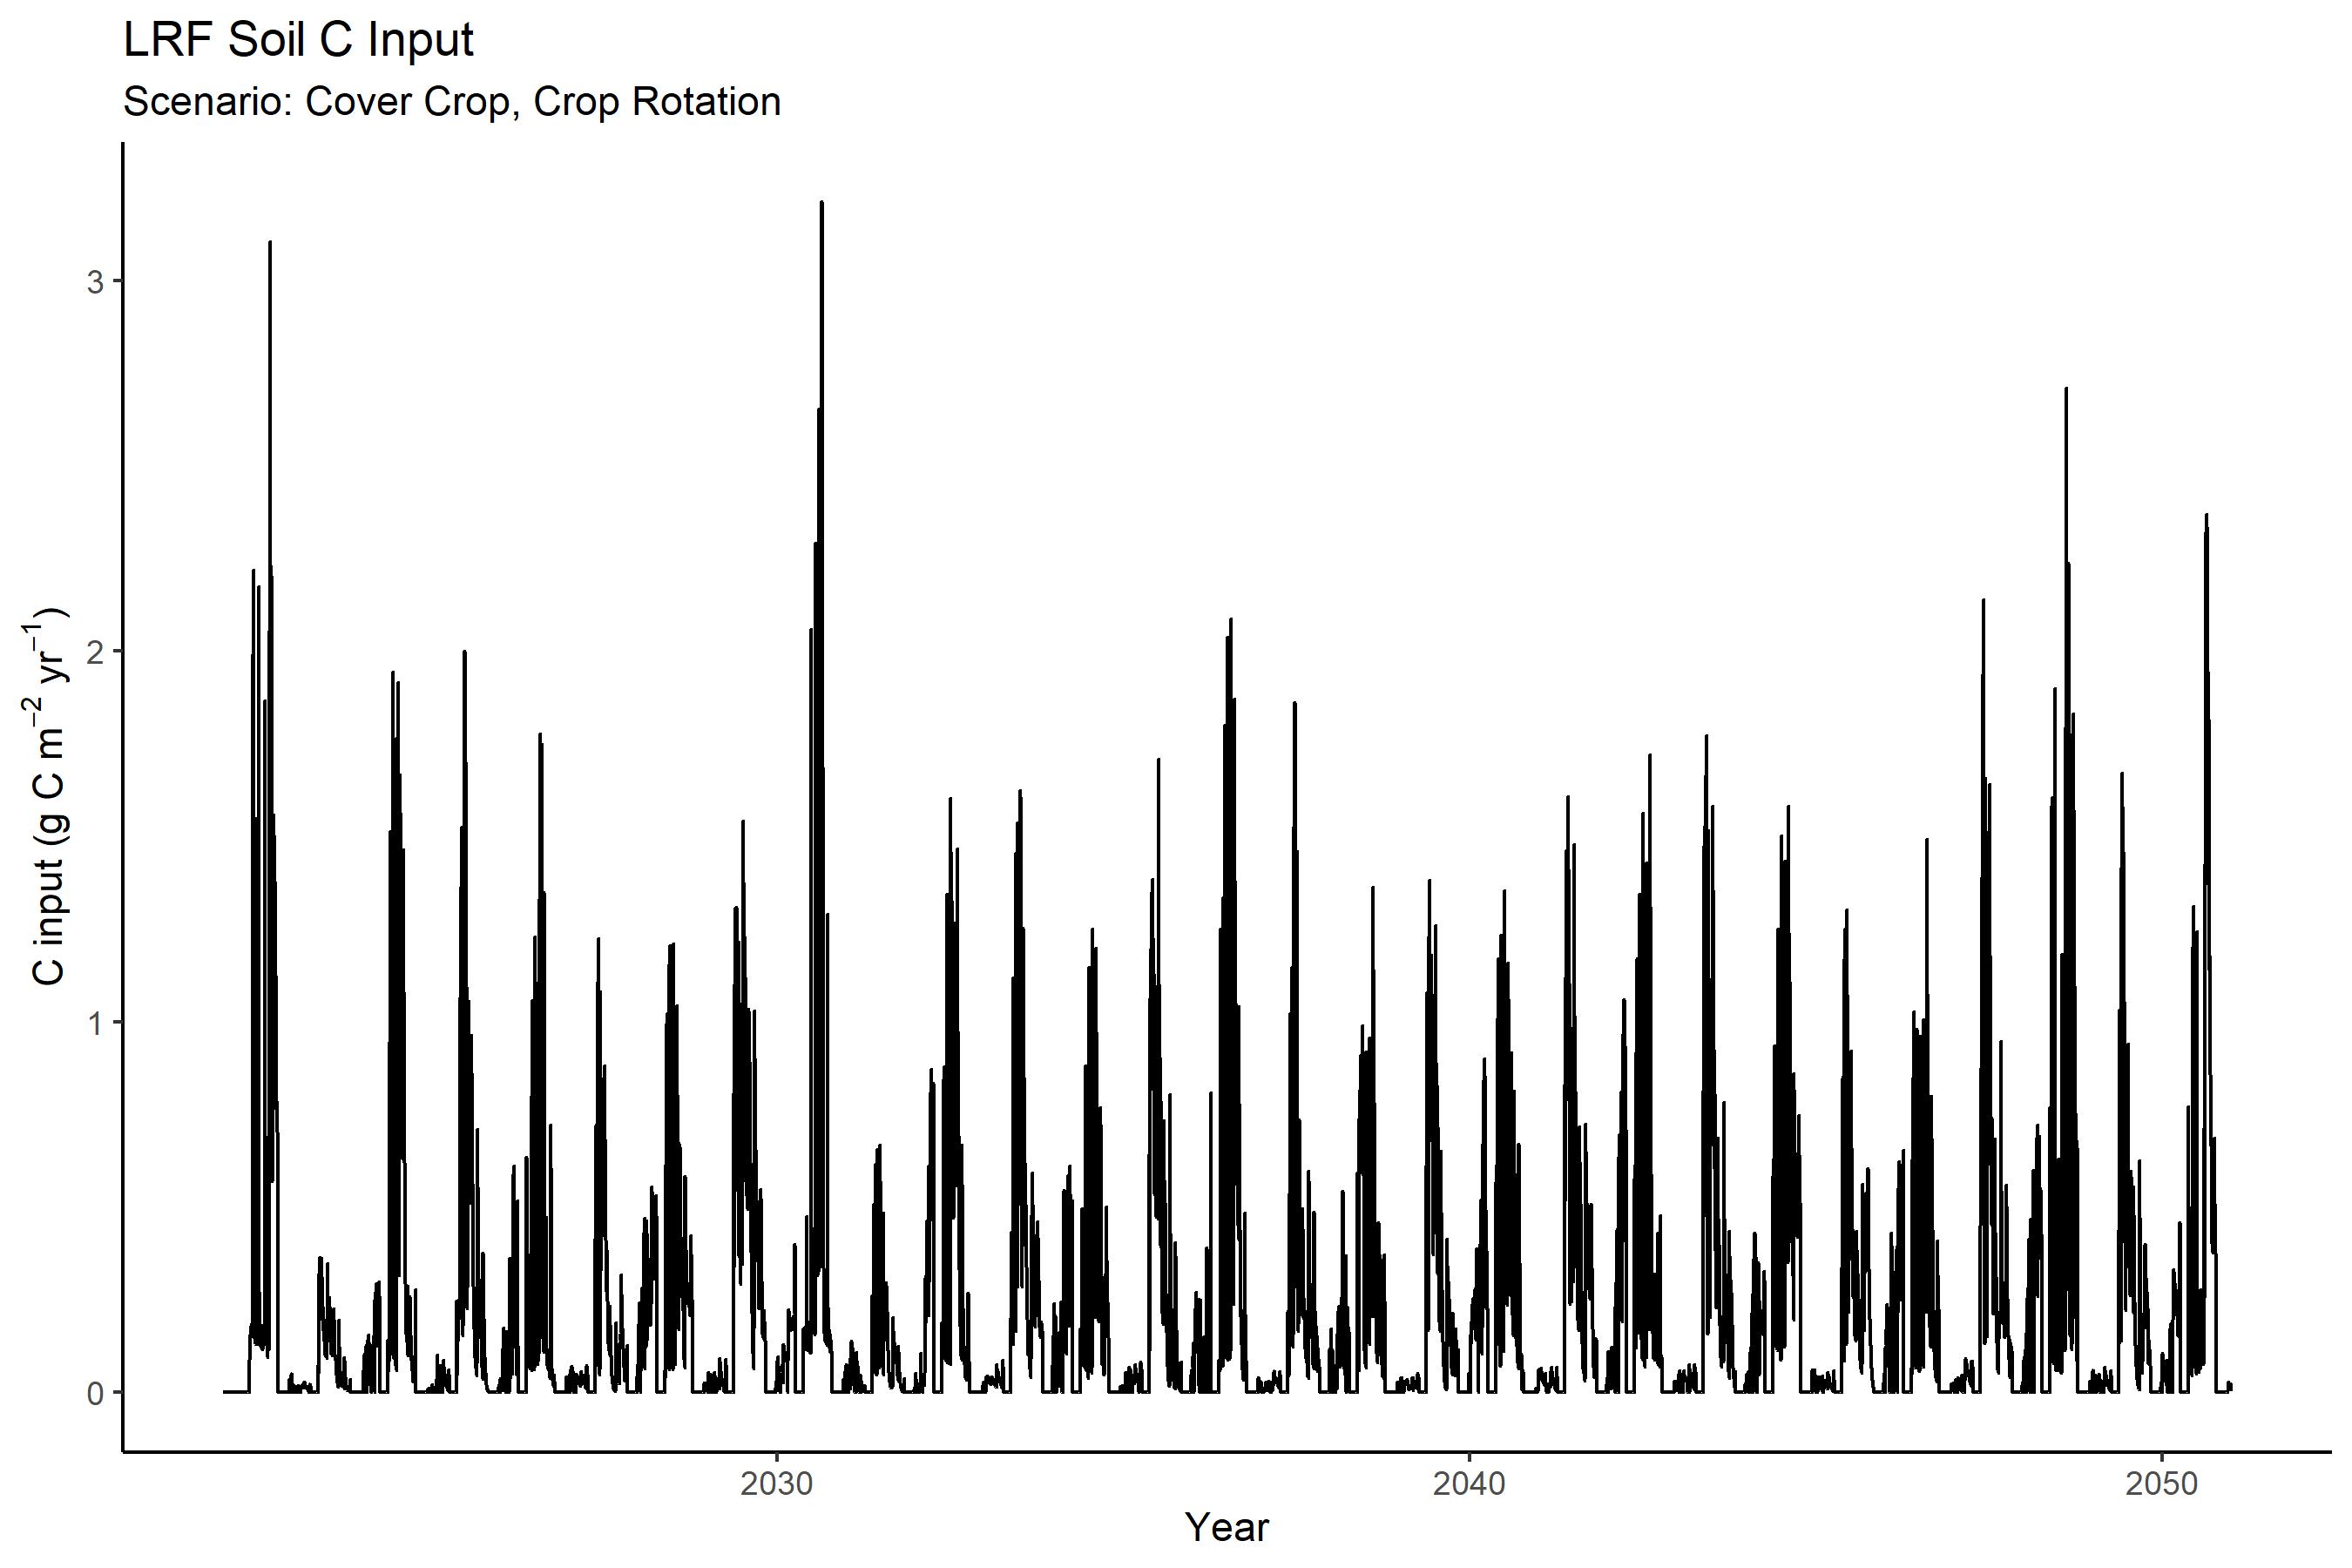 LRF Soil C Input
Scenario: Cover Crop, Crop Rotation
C input (g C m⁻² yr⁻¹)
3
2
1
0
2030 2040 2050
Year